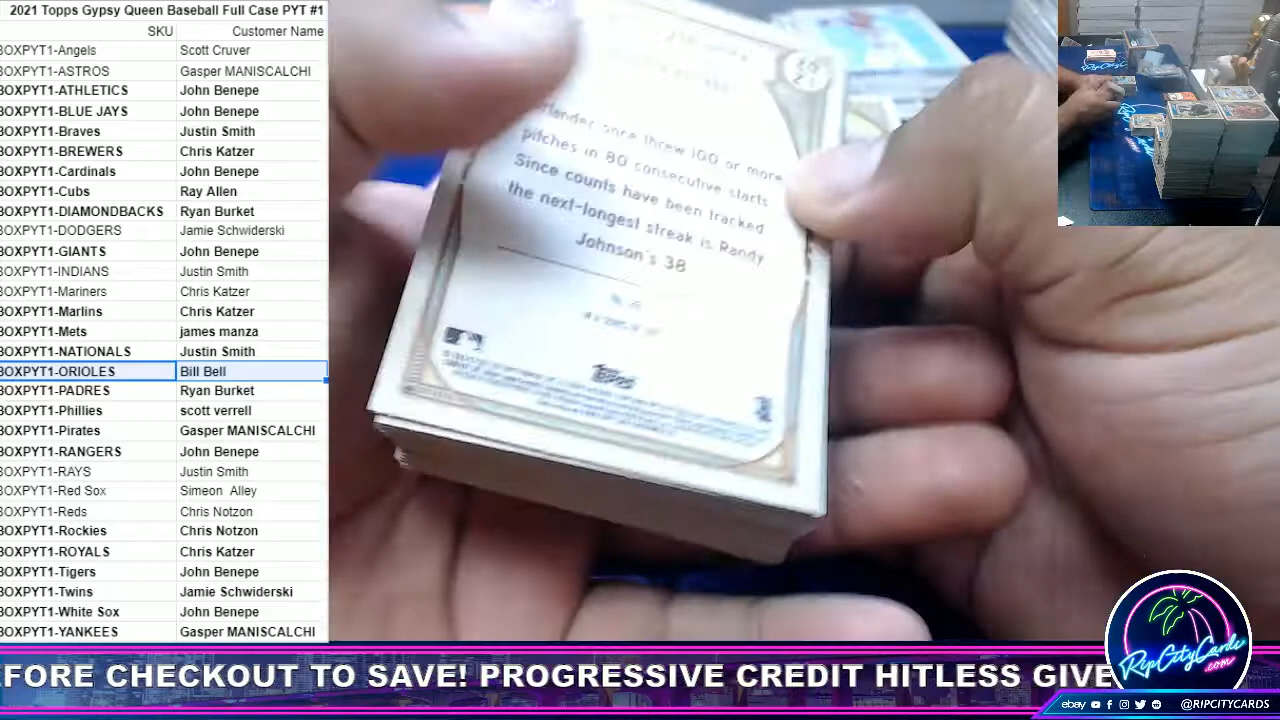 2021 Topps Gypsy Queen Baseball Full Case PYT #1
SKU Customer Name
BOXPYT1-Angels Scott Cruver
BOXPYT1-ASTROS Gasper MANISCALCHI
BOXPYT1-ATHLETICS John Benepe
BOXPYT1-BLUE JAYS John Benepe
BOXPYT1-Braves Justin Smith
BOXPYT1-BREWERS Chris Katzer
BOXPYT1-Cardinals John Benepe
BOXPYT1-Cubs Ray Allen
BOXPYT1-DIAMONDBACKS Ryan Burket
BOXPYT1-DODGERS Jamie Schwiderski
BOXPYT1-GIANTS John Benepe
BOXPYT1-INDIANS Justin Smith
BOXPYT1-Mariners Chris Katzer
BOXPYT1-Marlins Chris Katzer
BOXPYT1-Mets james manza
BOXPYT1-NATIONALS Justin Smith
BOXPYT1-ORIOLES Bill Bell
BOXPYT1-PADRES Ryan Burket
BOXPYT1-Phillies scott verrell
BOXPYT1-Pirates Gasper MANISCALCHI
BOXPYT1-RANGERS John Benepe
BOXPYT1-RAYS Justin Smith
BOXPYT1-Red Sox Simeon Alley
BOXPYT1-Reds Chris Notzon
BOXPYT1-Rockies Chris Notzon
BOXPYT1-ROYALS Chris Katzer
BOXPYT1-Tigers John Benepe
BOXPYT1-Twins Jamie Schwiderski
BOXPYT1-White Sox John Benepe
BOXPYT1-YANKEES Gasper MANISCALCHI
once threw 100 or more
pitches in 80 consecutive starts
Since counts have been tracked
the next-longest streak is Randy
Johnson's 38
Topps
FORE CHECKOUT TO SAVE! PROGRESSIVE CREDIT HITLESS GIVE
RipCityCards
.com
ebay @RIPCITYCARDS